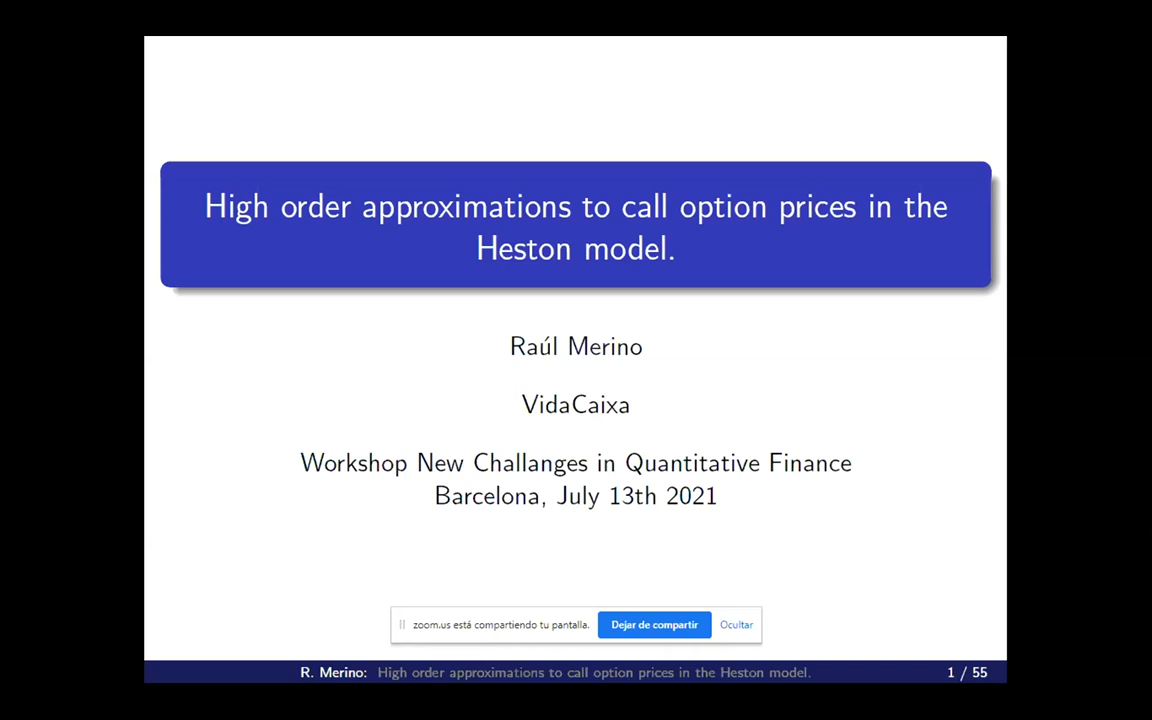 High order approximations to call option prices in the
Heston model.
Raúl Merino
VidaCaixa
Workshop New Challanges in Quantitative Finance
Barcelona, July 13th 2021
zoom.us está compartiendo tu pantalla. Dejar de compartir Ocultar
R. Merino: High order approximations to call option prices in the Heston model. 1 / 55